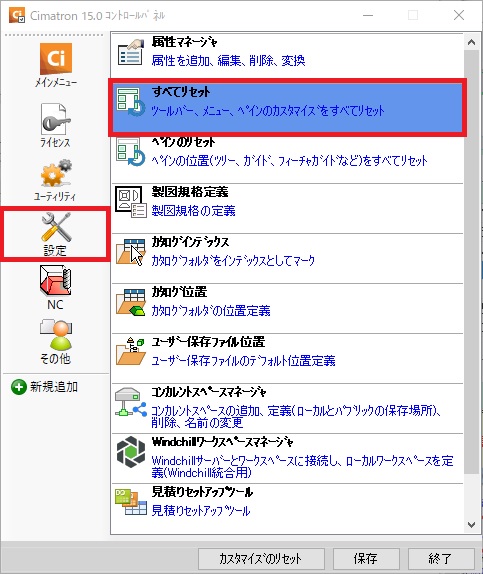 Cimatron 15.0 コントロールパネル
Ci
メインメニュー
ライセンス
ユーティリティ
設定
NC
その他
新規追加
属性マネージャ
属性を追加、編集、削除、変換
すべてリセット
ツールバー、メニュー、ペインのカスタマイズをすべてリセット
ペインのリセット
ペインの位置(ツリー、ガイド、フィーチャガイドなど)をすべてリセット
製図規格定義
製図規格の定義
カタログインデックス
カタログフォルダをインデックスとしてマーク
カタログ位置
カタログフォルダの位置定義
ユーザー保存ファイル位置
ユーザー保存ファイルのデフォルト位置定義
コンカレントスペースマネージャ
コンカレントスペースの追加、定義(ローカルとパブリックの保存場所)、
削除、名前の変更
Windchillワークスペースマネージャ
Windchillサーバーとワークスペースに接続し、ローカルワークスペースを定
義(Windchill統合用)
見積りセットアップツール
見積りセットアップツール
カスタマイズのリセット
保存
終了